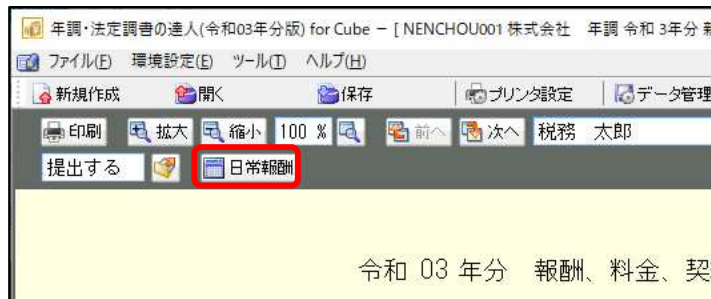 年調・法定調書の達人(令和03年分版) for Cube − [ NENCHOU001 株式会社　年調 令和 3年分
ファイル(F) 環境設定(E) ツール(T) ヘルプ(H)
新規作成 開く 保存 プリンタ設定 データ管理
印刷 拡大 縮小 100 % 前へ 次へ 税務 太郎
提出する 日常報酬
令和 03 年分　報酬、料金、契